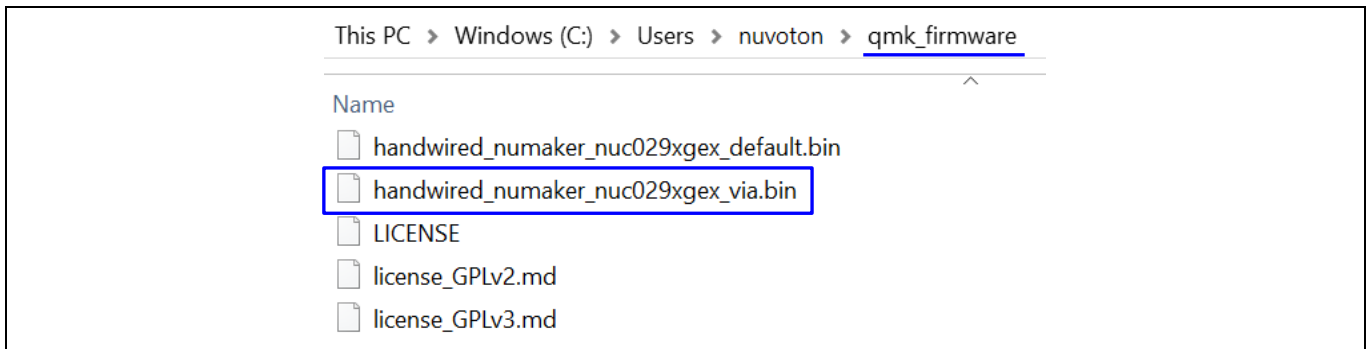 This PC > Windows (C:) > Users > nuvoton > qmk_firmware
Name
handwired_numaker_nuc029xgex_default.bin
handwired_numaker_nuc029xgex_via.bin
LICENSE
license_GPLv2.md
license_GPLv3.md